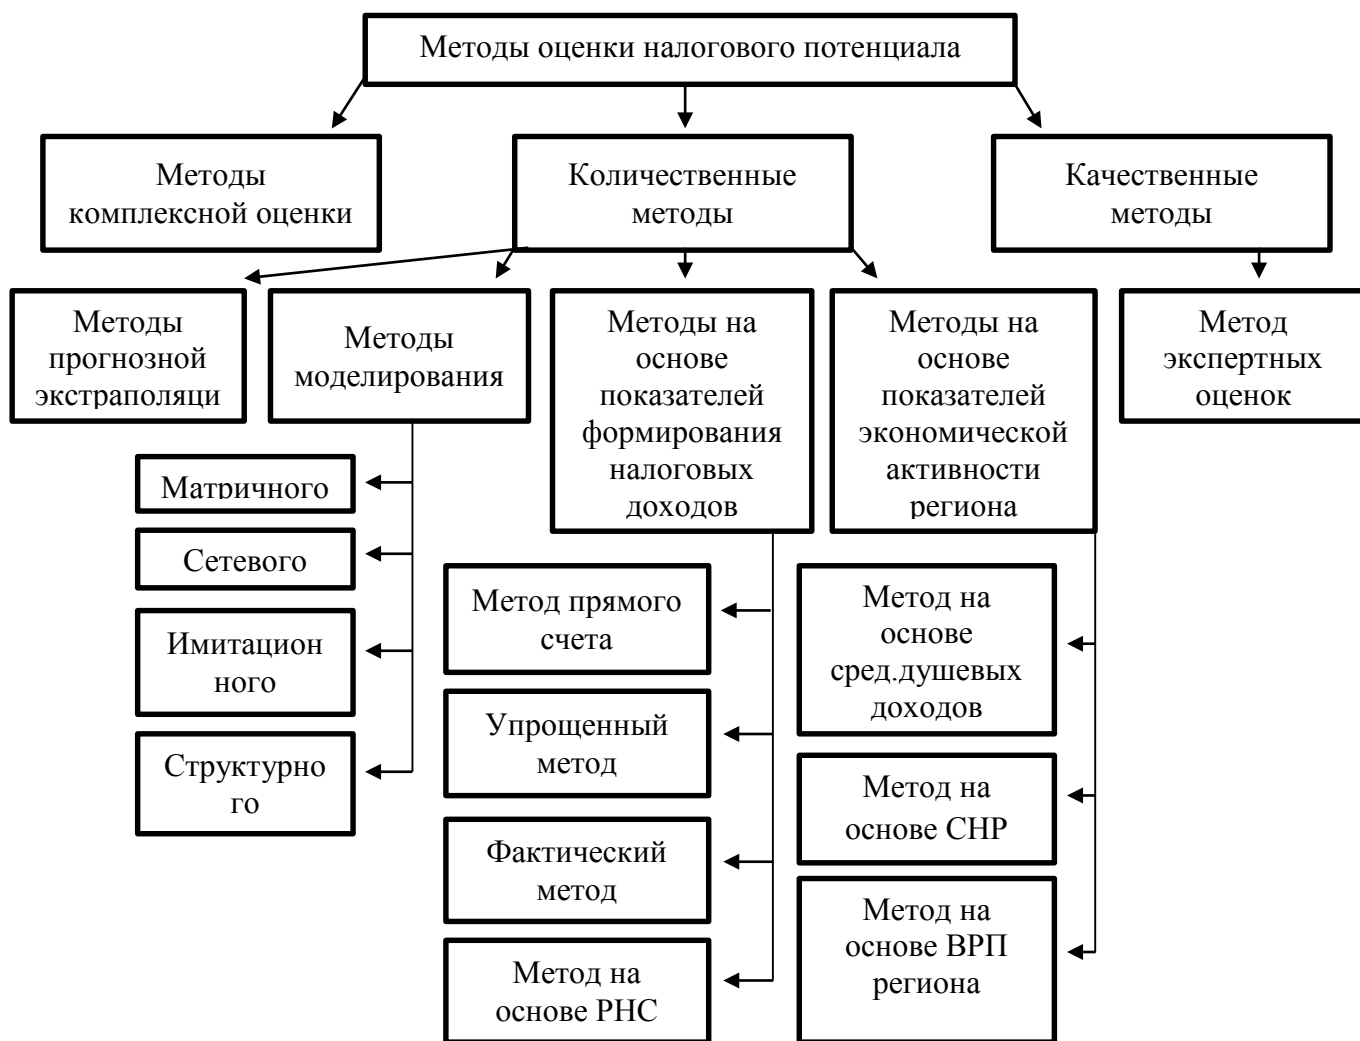 Методы оценки налогового потенциала
Методы
комплексной оценки
Количественные
методы
Качественные
методы
Методы
прогнозной
экстраполяци
Методы
моделирования
Методы на
основе
показателей
формирования
налоговых
доходов
Методы на
основе
показателей
экономической
активности
региона
Метод
экспертных
оценок
Матричного
Сетевого
Имитацион
ного
Структурно
го
Метод прямого
счета
Упрощенный
метод
Фактический
метод
Метод на
основе РНС
Метод на
основе
сред.душевых
доходов
Метод на
основе СНР
Метод на
основе ВРП
региона